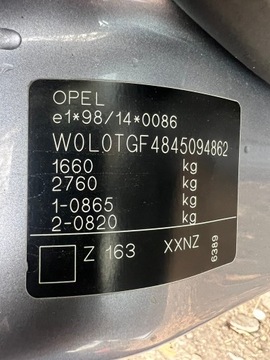 OPEL
e1*98/14*0086
W0L0TGF4845094862
1660 kg
2760 kg
1-0865 kg
2-0820 kg
Z 163 XXNZ
6389